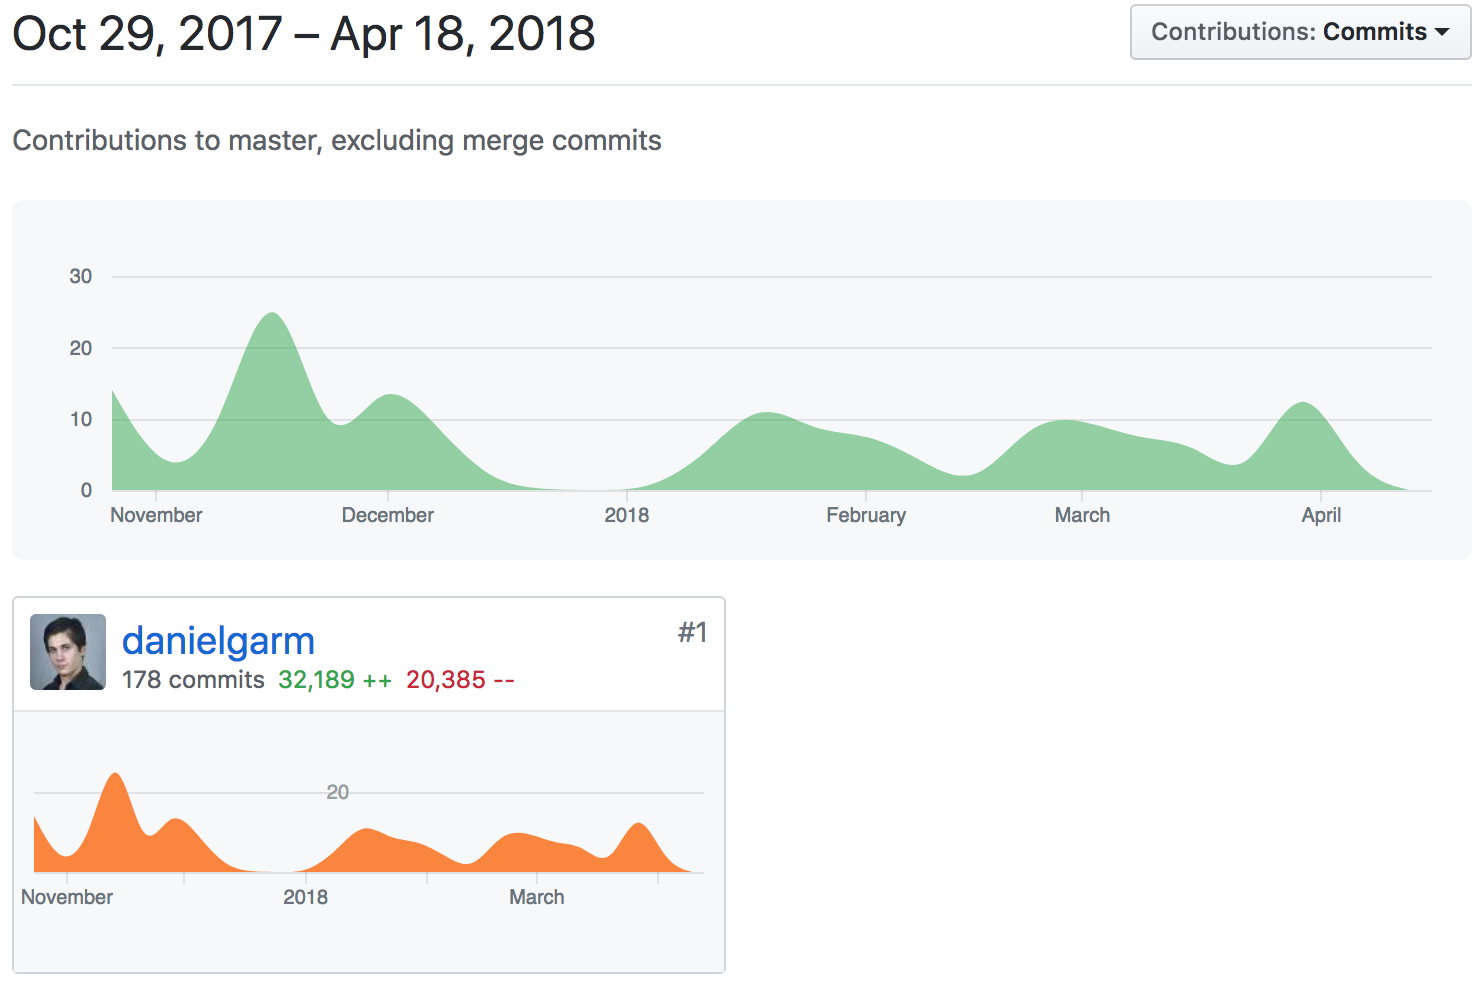 Oct 29, 2017 – Apr 18, 2018
Contributions: Commits
Contributions to master, excluding merge commits
30
20
10
0
November December 2018 February March April
danielgarm
#1
178 commits 32,189 ++ 20,385 --
20
November 2018 March